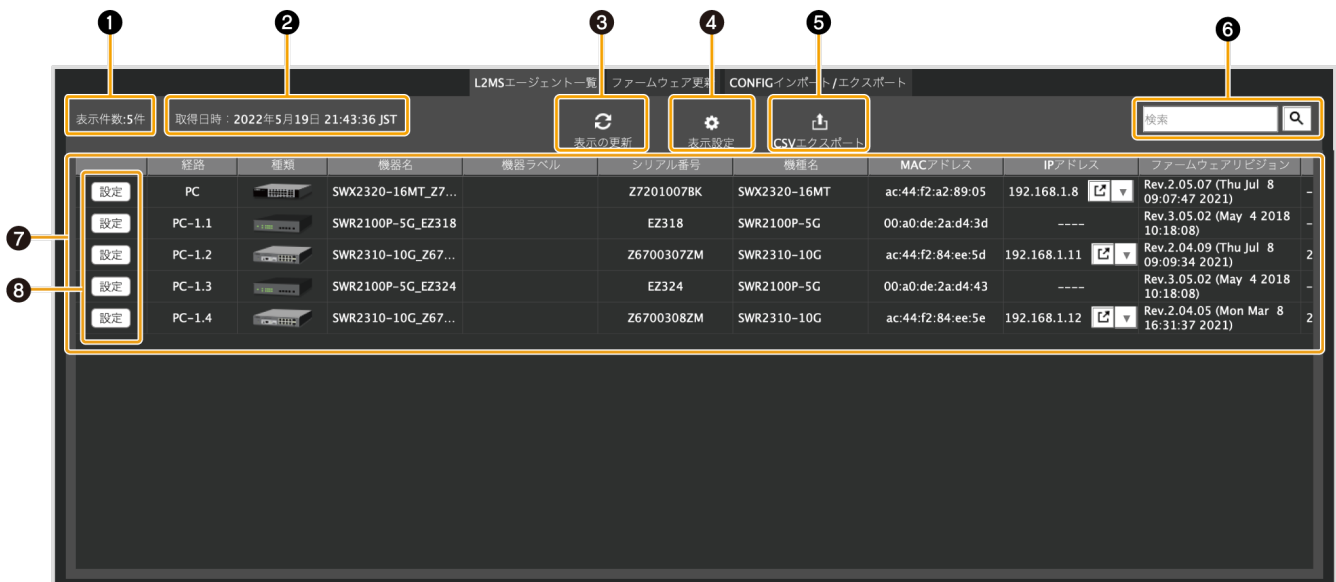 ❶ ❷ ❸ ❹ ❺ ❻
L2MSエージェント一覧 ファームウェア更新 CONFIGインポート/エクスポート
表示件数:5件 取得日時：2022年5月19日 21:43:36 JST 表示の更新 表示設定 CSVエクスポート 検索
経路 種類 機器名 機器ラベル シリアル番号 機種名 MACアドレス IPアドレス ファームウェアリビジョン
設定 PC SWX2320-16MT_Z7... Z7201007BK SWX2320-16MT ac:44:f2:a2:89:05 192.168.1.8 ▼ Rev.2.05.07 (Thu Jul 8
09:07:47 2021) –
❼
設定 PC-1.1 SWR2100P-5G_EZ318 EZ318 SWR2100P-5G 00:a0:de:2a:d4:3d ---- Rev.3.05.02 (May 4 2018
10:18:08) –
設定 PC-1.2 SWR2310-10G_Z67... Z6700307ZM SWR2310-10G ac:44:f2:84:ee:5d 192.168.1.11 ▼ Rev.2.04.09 (Thu Jul 8
09:09:34 2021) 2
❽
設定 PC-1.3 SWR2100P-5G_EZ324 EZ324 SWR2100P-5G 00:a0:de:2a:d4:43 ---- Rev.3.05.02 (May 4 2018
10:18:08) –
設定 PC-1.4 SWR2310-10G_Z67... Z6700308ZM SWR2310-10G ac:44:f2:84:ee:5e 192.168.1.12 ▼ Rev.2.04.05 (Mon Mar 8
16:31:37 2021) 2